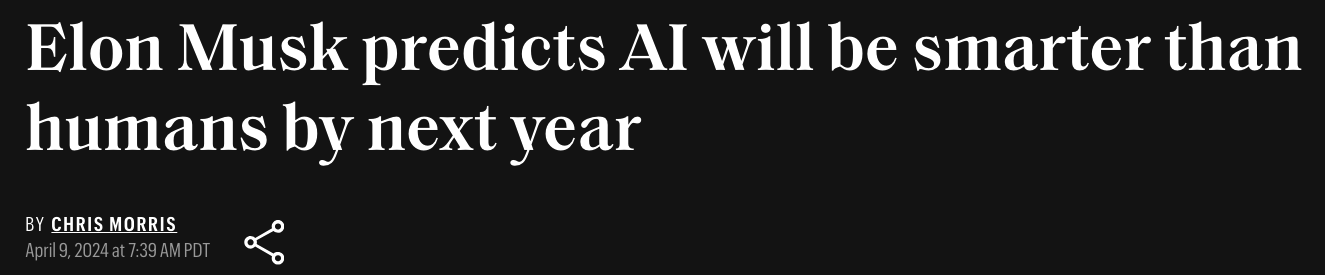 Elon Musk predicts AI will be smarter than
humans by next year
BY CHRIS MORRIS
April 9, 2024 at 7:39 AM PDT